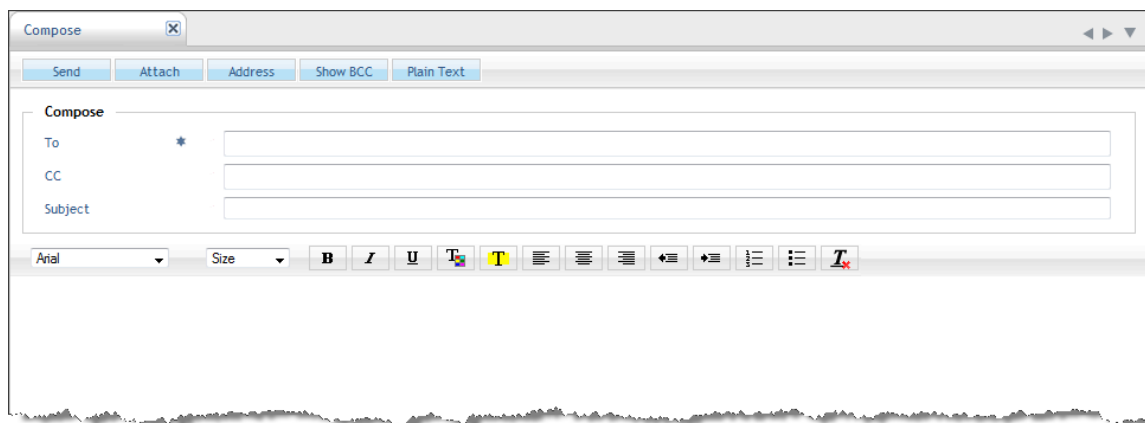 Compose
Send Attach Address Show BCC Plain Text
Compose
To
CC
Subject
Arial Size B I U T T T